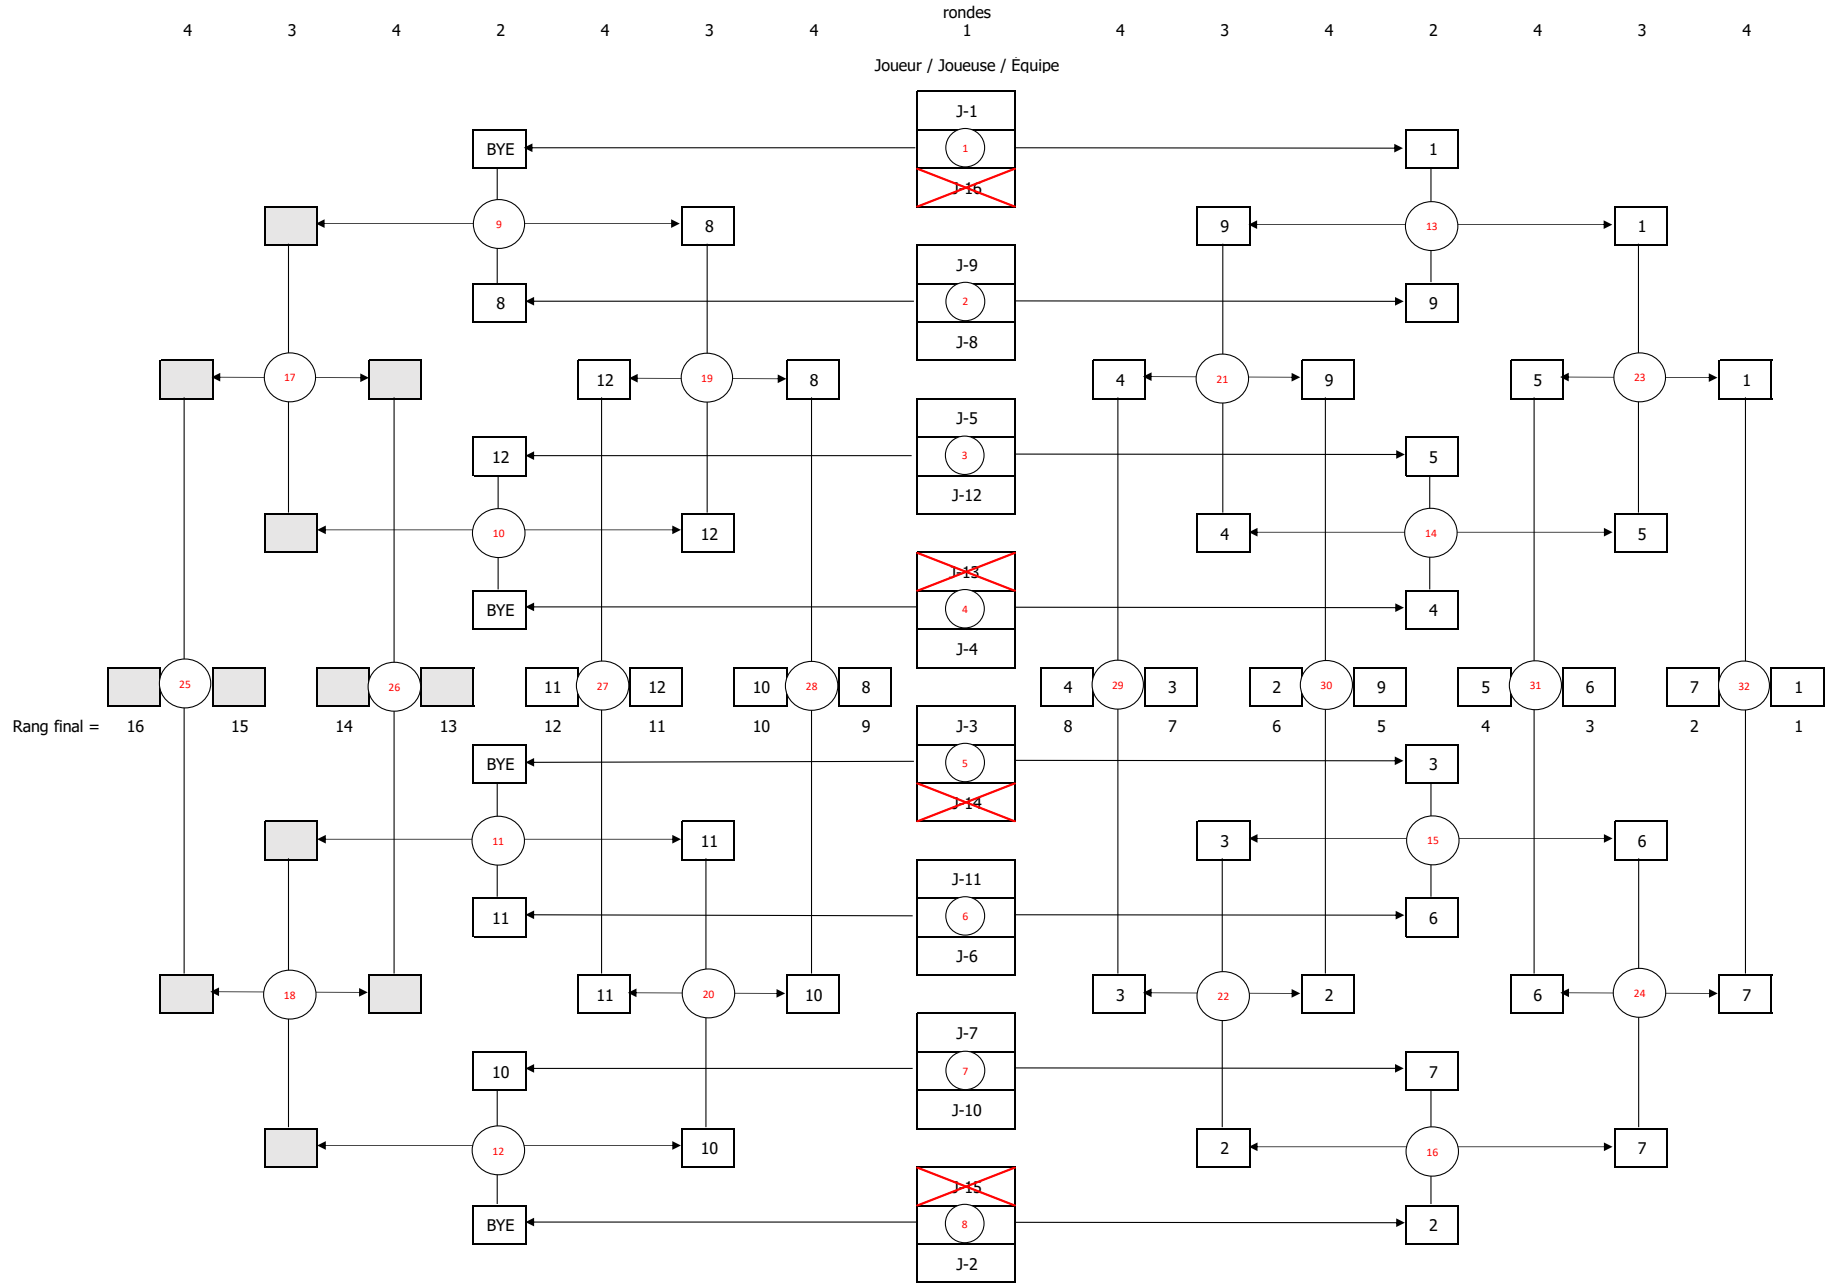 rondes
4 3 4 2 4 3 4 1 4 3 4 2 4 3 4
Joueur / Joueuse / Équipe
J-1
BYE 1 1
J-16
9 8 9 13 1
J-9
8 2 9
J-8
17 12 19 8 4 21 9 5 23 1
J-5
12 3 5
J-12
10 12 4 14 5
J-13
BYE 4 4
J-4
25 26 11 27 12 10 28 8 4 29 3 2 30 9 5 31 6 7 32 1
Rang final = 16 15 14 13 12 11 10 9 8 7 6 5 4 3 2 1
J-3
BYE 5 3
J-14
11 11 3 15 6
J-11
11 6 6
J-6
18 11 20 10 3 22 2 6 24 7
J-7
10 7 7
J-10
12 10 2 16 7
J-15
BYE 8 2
J-2